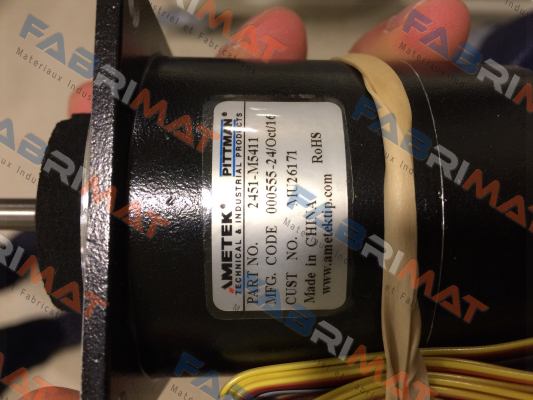 AMETEK® PITTMAN®
TECHNICAL & INDUSTRIAL PRODUCTS
PART NO. 2451-MI5411
MFG. CODE 000555-24/Oct/16
CUST NO. MU26171
Made in CHINA RoHS
www.ametektip.com
FABRIMAT
FABRIMAT
FABRIMAT
FABRIMAT
FABRIMAT